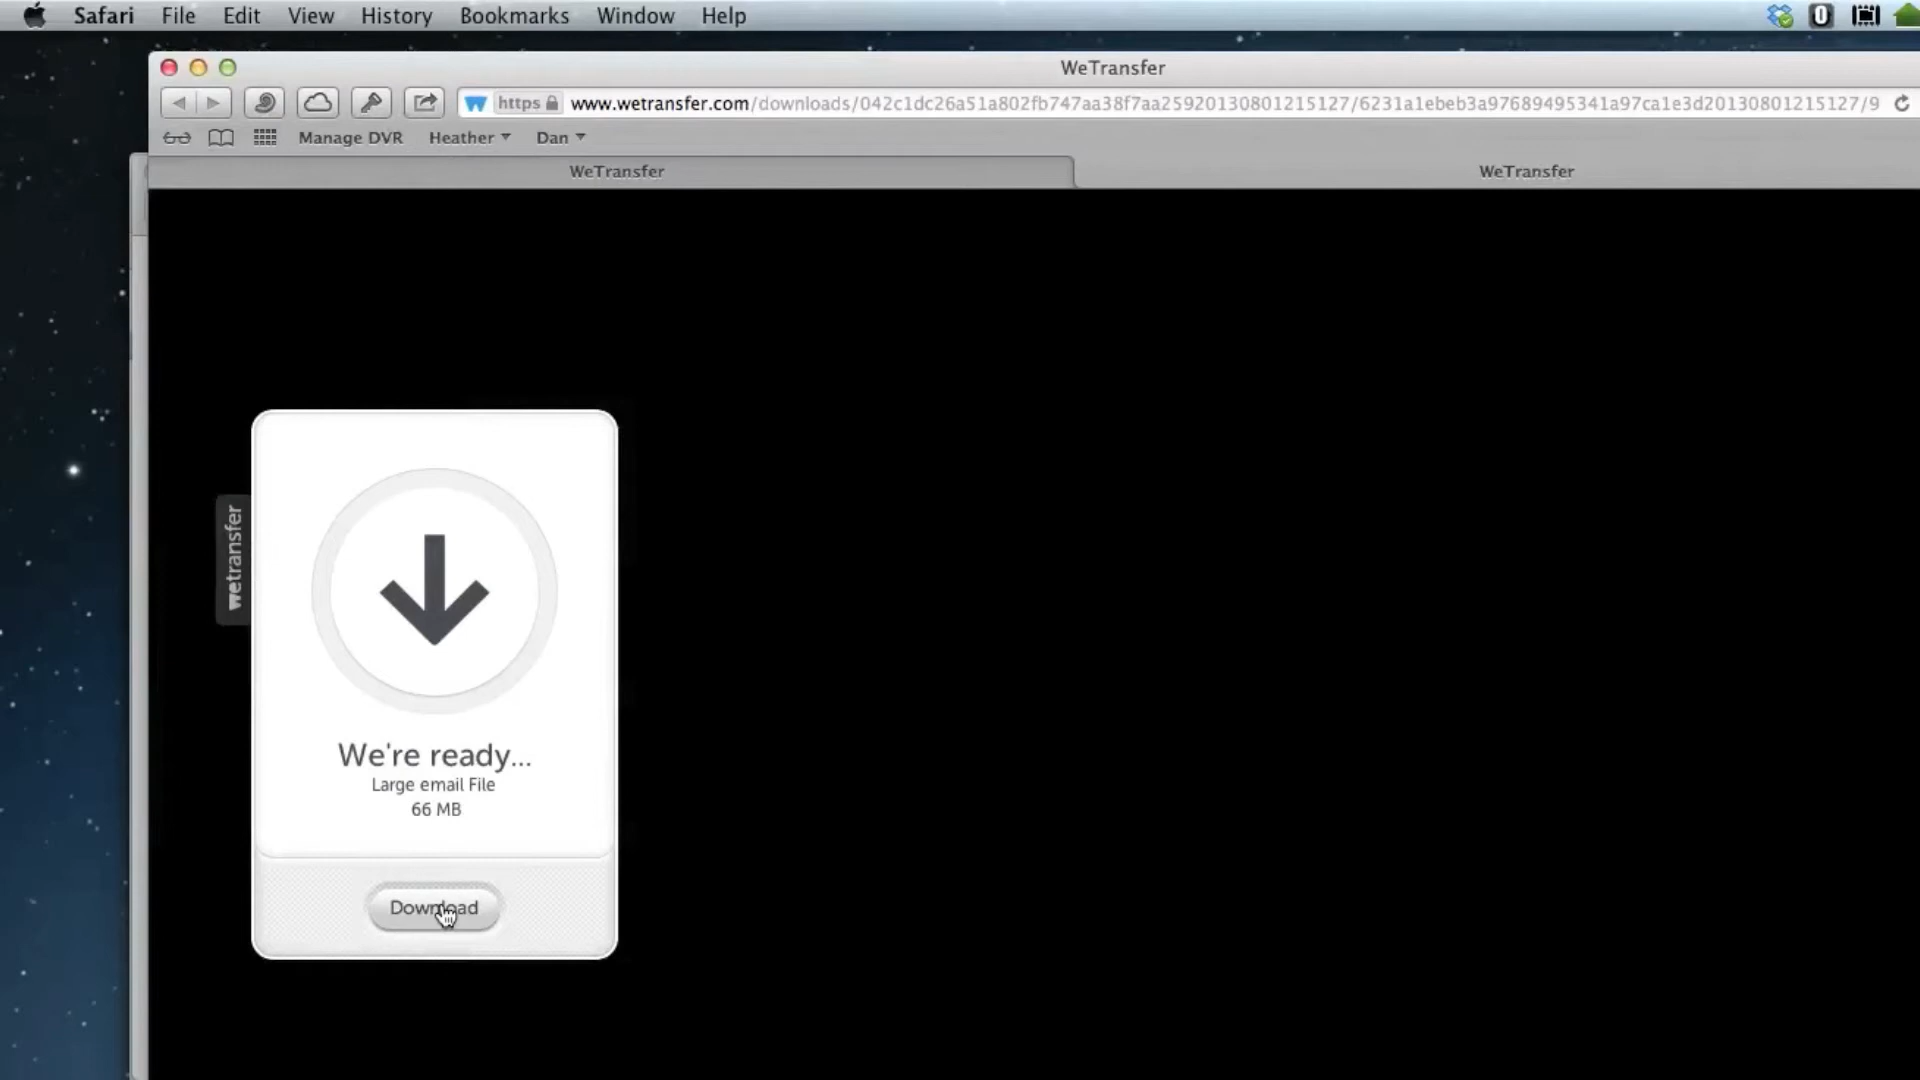 Safari File Edit View History Bookmarks Window Help
WeTransfer
https www.wetransfer.com/downloads/042c1dc26a51a802fb747aa38f7aa25920130801215127/6231a1ebeb3a97689495341a97ca1e3d20130801215127/9
Manage DVR Heather Dan
WeTransfer WeTransfer
wetransfer
We're ready...
Large email File
66 MB
Download